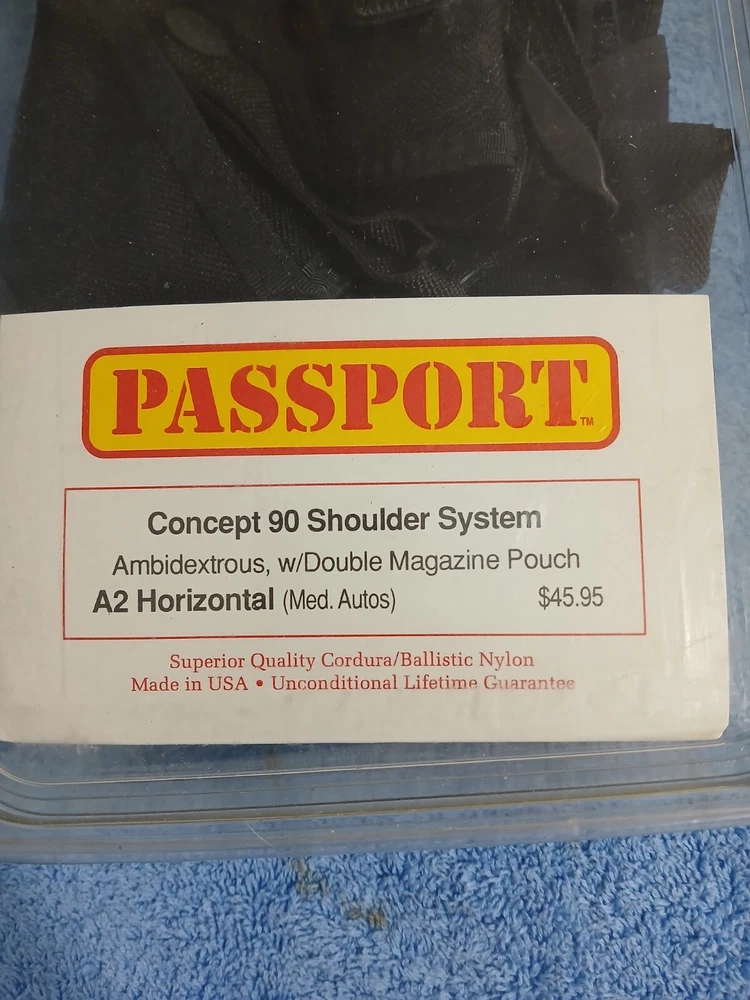 PASSPORT™
Concept 90 Shoulder System
Ambidextrous, w/Double Magazine Pouch
A2 Horizontal (Med. Autos) $45.95
Superior Quality Cordura/Ballistic Nylon
Made in USA • Unconditional Lifetime Guarantee